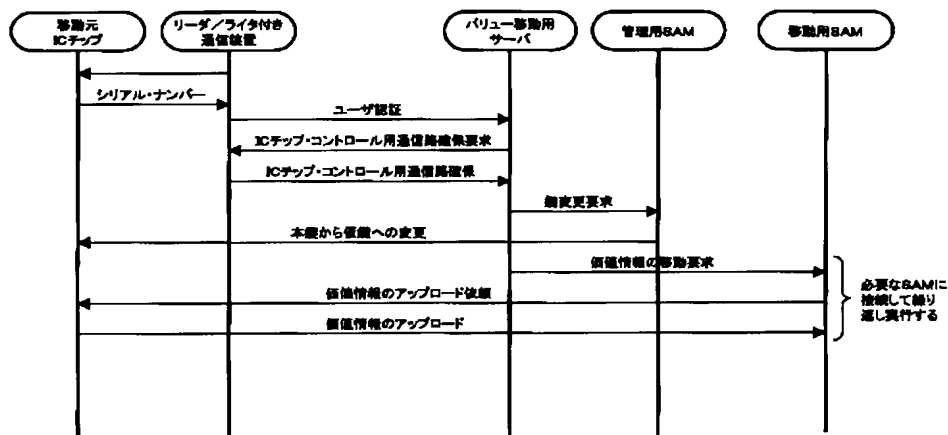 移動元
ICチップ
リーダ/ライタ付き
通信装置
バリュー移動用
サーバ
管理用SAM
移動用SAM
シリアル・ナンバー
ユーザ認証
ICチップ・コントロール用通信路確保要求
ICチップ・コントロール用通信路確保
鍵変更要求
本鍵から仮鍵への変更
価値情報の移動要求
価値情報のアップロード依頼
価値情報のアップロード
必要なSAMに
接続して繰り
返し実行する